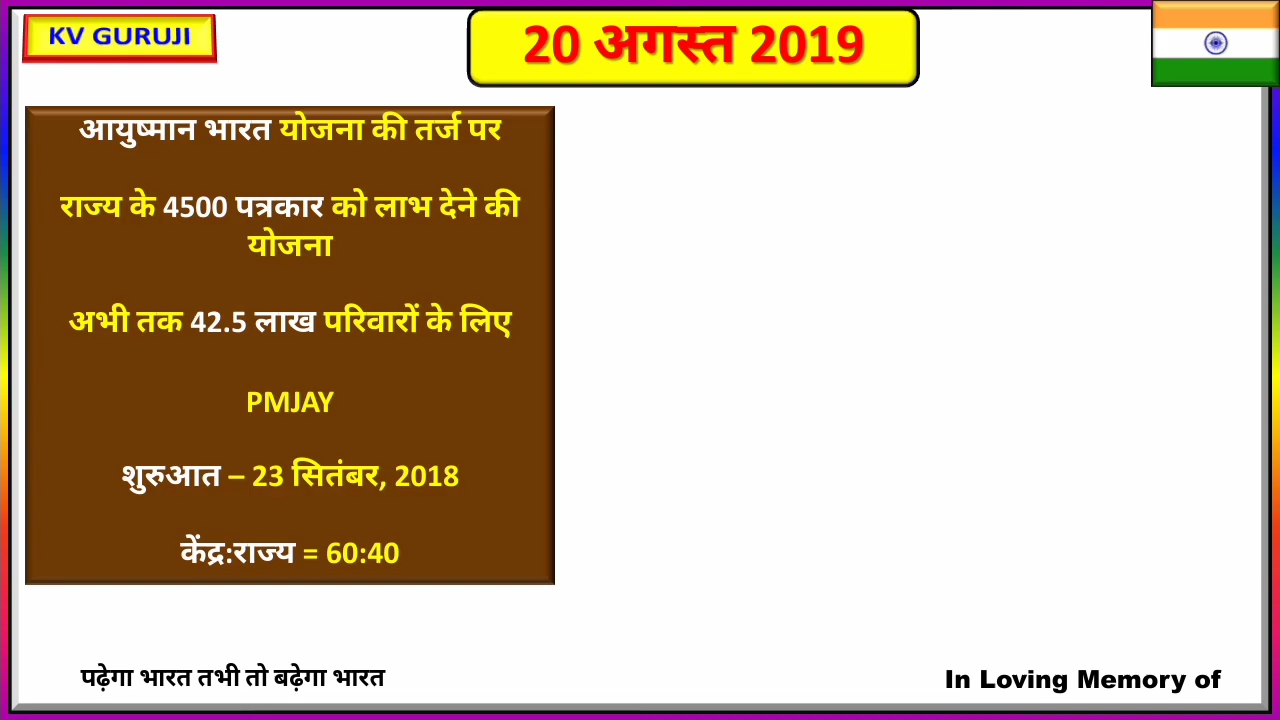 KV GURUJI
20 अगस्त 2019
आयुष्मान भारत योजना की तर्ज पर
राज्य के 4500 पत्रकार को लाभ देने की
योजना
अभी तक 42.5 लाख परिवारों के लिए
PMJAY
शुरुआत – 23 सितंबर, 2018
केंद्र:राज्य = 60:40
पढ़ेगा भारत तभी तो बढ़ेगा भारत
In Loving Memory of